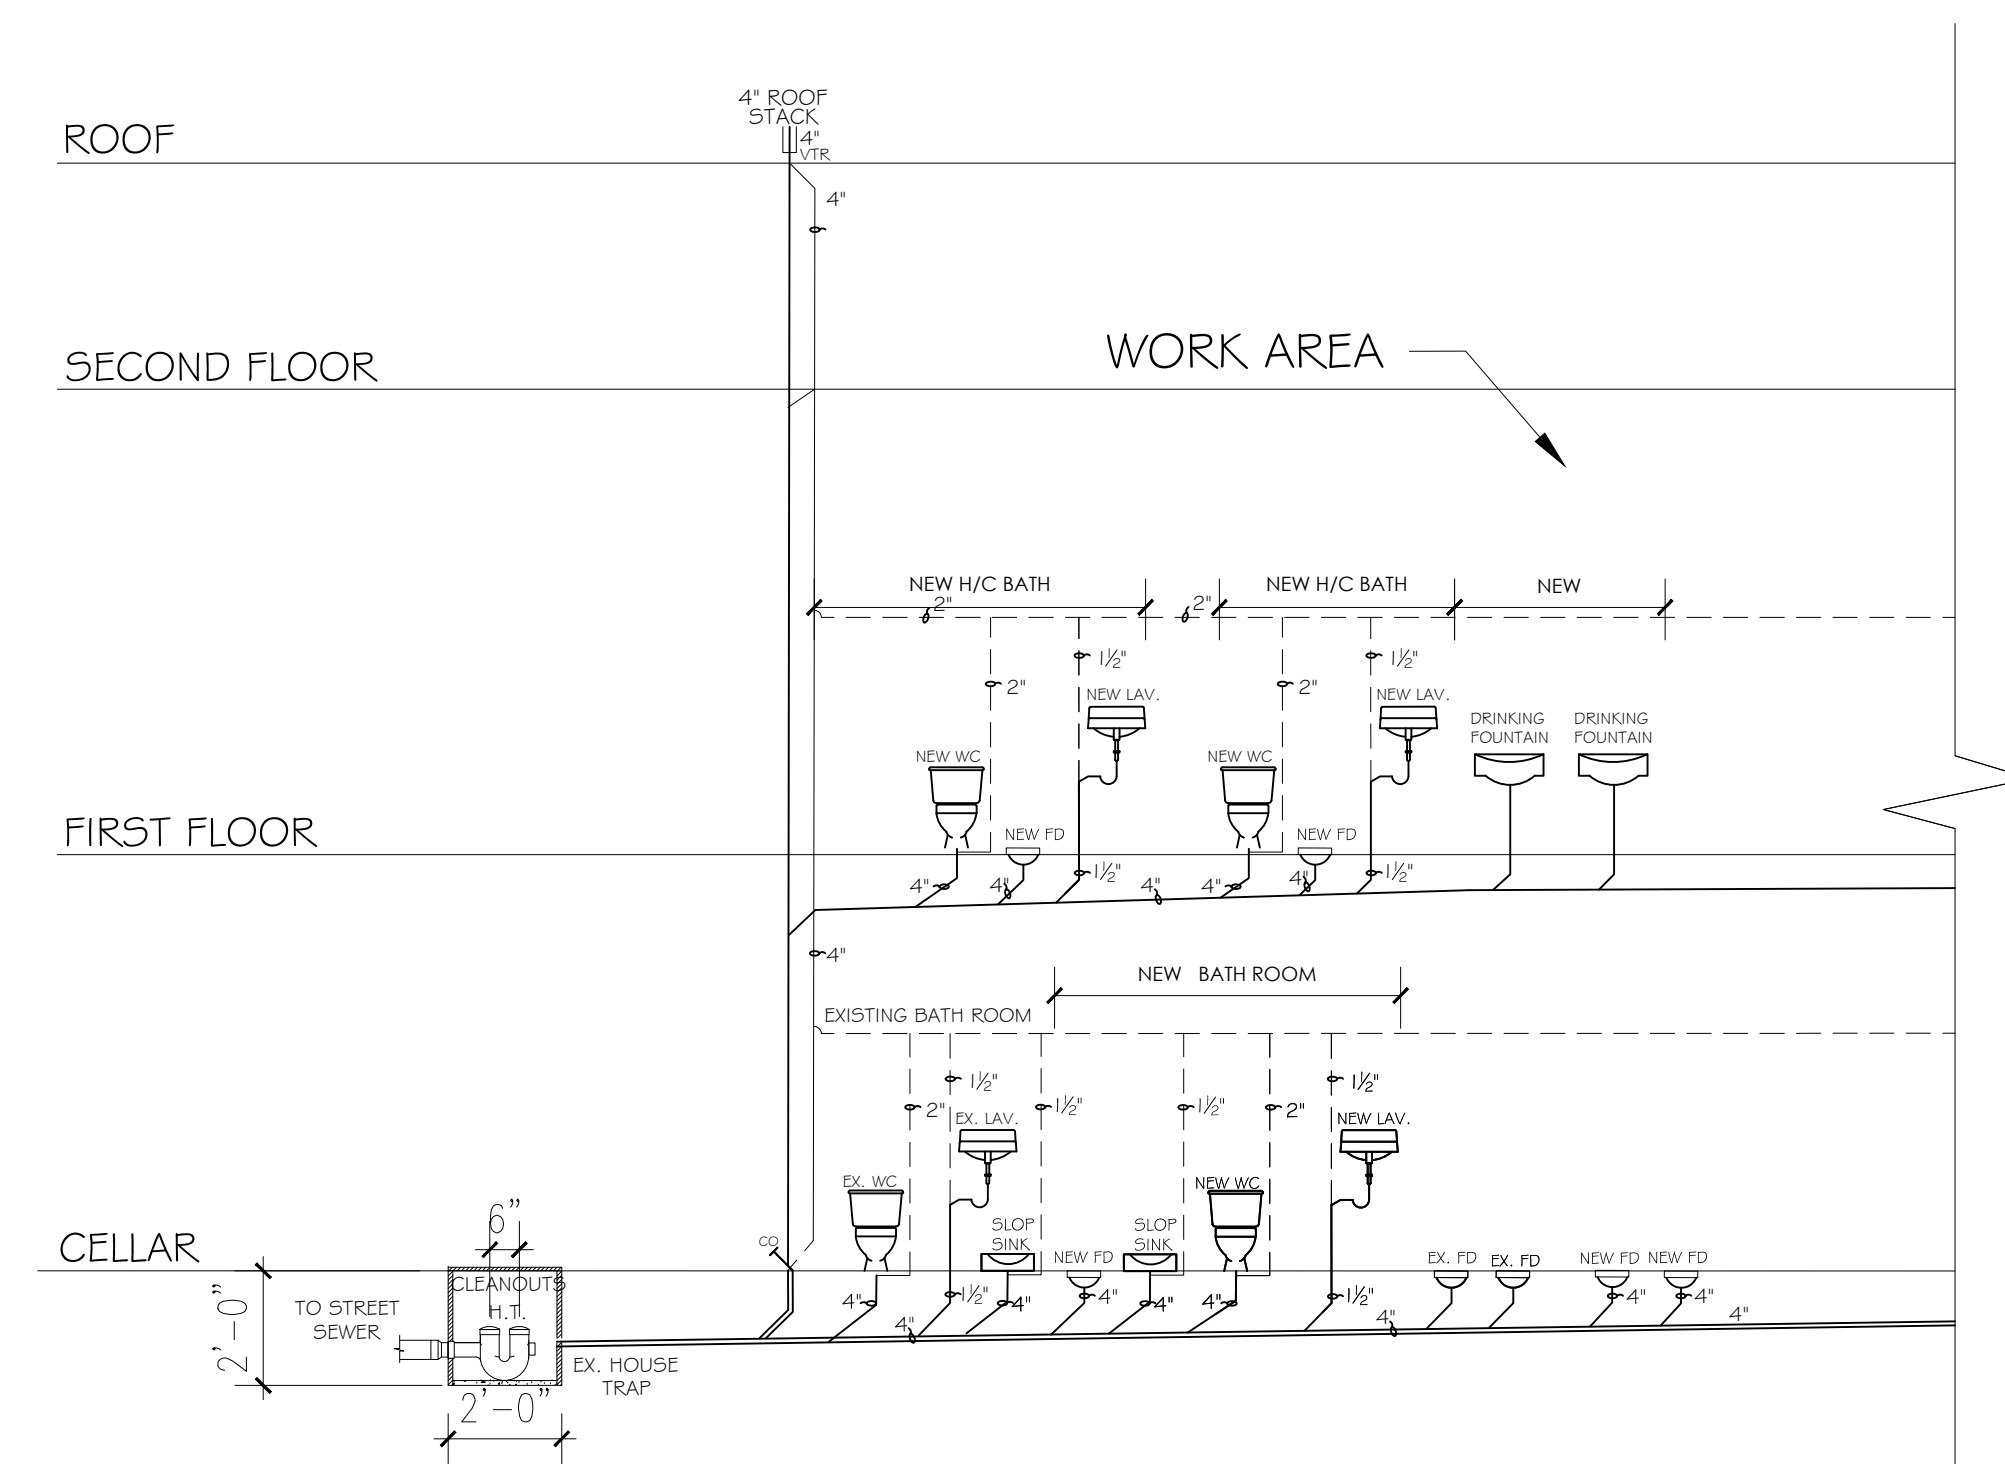 4" ROOF
STACK
4"
VTR
ROOF
4"
WORK AREA
SECOND FLOOR
NEW H/C BATH
NEW H/C BATH
NEW
2"
2"
1½"
1½"
2"
2"
NEW LAV.
NEW LAV.
DRINKING
FOUNTAIN
DRINKING
FOUNTAIN
NEW WC
NEW WC
FIRST FLOOR
NEW FD
NEW FD
4"
4"
1½"
4"
4"
4"
1½"
4"
NEW BATH ROOM
EXISTING BATH ROOM
1½"
1½"
2"
1½"
1½"
2"
EX. LAV.
NEW LAV.
EX. WC
NEW WC
SLOP
SINK
SLOP
SINK
6"
CELLAR
CO
NEW FD
EX. FD
EX. FD
NEW FD
NEW FD
CLEANOUTS
H.T.
2'-0"
TO STREET
SEWER
4"
1½"
4"
4"
4"
4"
1½"
4"
4"
4"
4"
4"
EX. HOUSE
TRAP
2'-0"